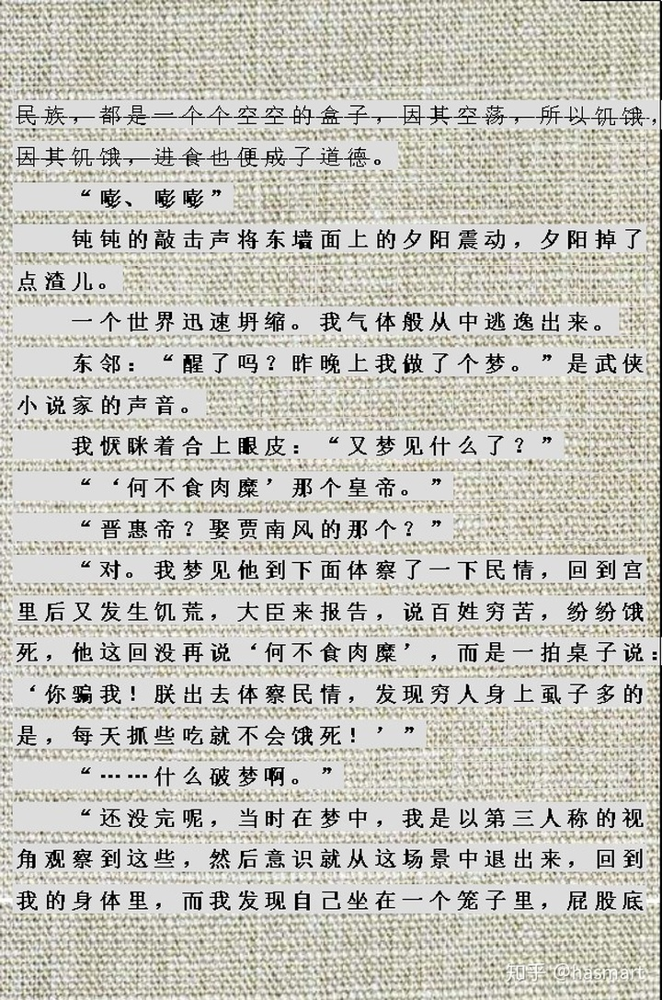 民族，都是一个个空空的盒子，因其空荡，所以饥饿，
因其饥饿，进食也便成了道德。
“嘭、嘭嘭”
钝钝的敲击声将东墙面上的夕阳震动，夕阳掉了
点渣儿。
一个世界迅速坍缩。我气体般从中逃逸出来。
东邻：“醒了吗？昨晚上我做了个梦。”是武侠
小说家的声音。
我恹眯着合上眼皮：“又梦见什么了？”
“‘何不食肉糜’那个皇帝。”
“晋惠帝？娶贾南风的那个？”
“对。我梦见他到下面体察了一下民情，回到宫
里后又发生饥荒，大臣来报告，说百姓穷苦，纷纷饿
死，他这回没再说‘何不食肉糜’，而是一拍桌子说：
‘你骗我！朕出去体察民情，发现穷人身上虱子多的
是，每天抓些吃就不会饿死！’”
“……什么破梦啊。”
“还没完呢，当时在梦中，我是以第三人称的视
角观察到这些，然后意识就从这场景中退出来，回到
我的身体里，而我发现自己坐在一个笼子里，屁股底
知乎 @hasmart